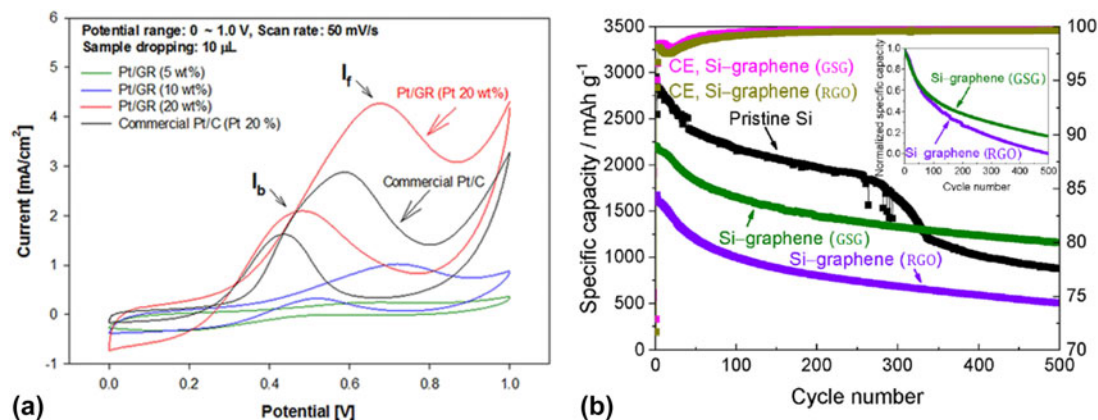 Potential range: 0 ~ 1.0 V, Scan rate: 50 mV/s
Sample dropping: 10 μL
Pt/GR (5 wt%)
Pt/GR (10 wt%)
Pt/GR (20 wt%)
Commercial Pt/C (Pt 20 %)
If
Ib
Pt/GR (Pt 20 wt%)
Commercial Pt/C
Current [mA/cm2]
6
5
4
3
2
1
0
-1
0.0
0.2
0.4
0.6
0.8
1.0
Potential [V]
(a)
Specific capacity / mAh g-1
3500
3000
2500
2000
1500
1000
500
0
CE, Si–graphene (GSG)
CE, Si–graphene (RGO)
Pristine Si
Si–graphene (GSG)
Si–graphene (RGO)
Normalized specific capacity
1.0
0.8
0.6
0.4
0.2
0.0
Si–graphene (GSG)
Si–graphene (RGO)
0
100
200
300
400
500
Cycle number
100
95
90
85
80
75
70
0
100
200
300
400
500
Cycle number
(b)